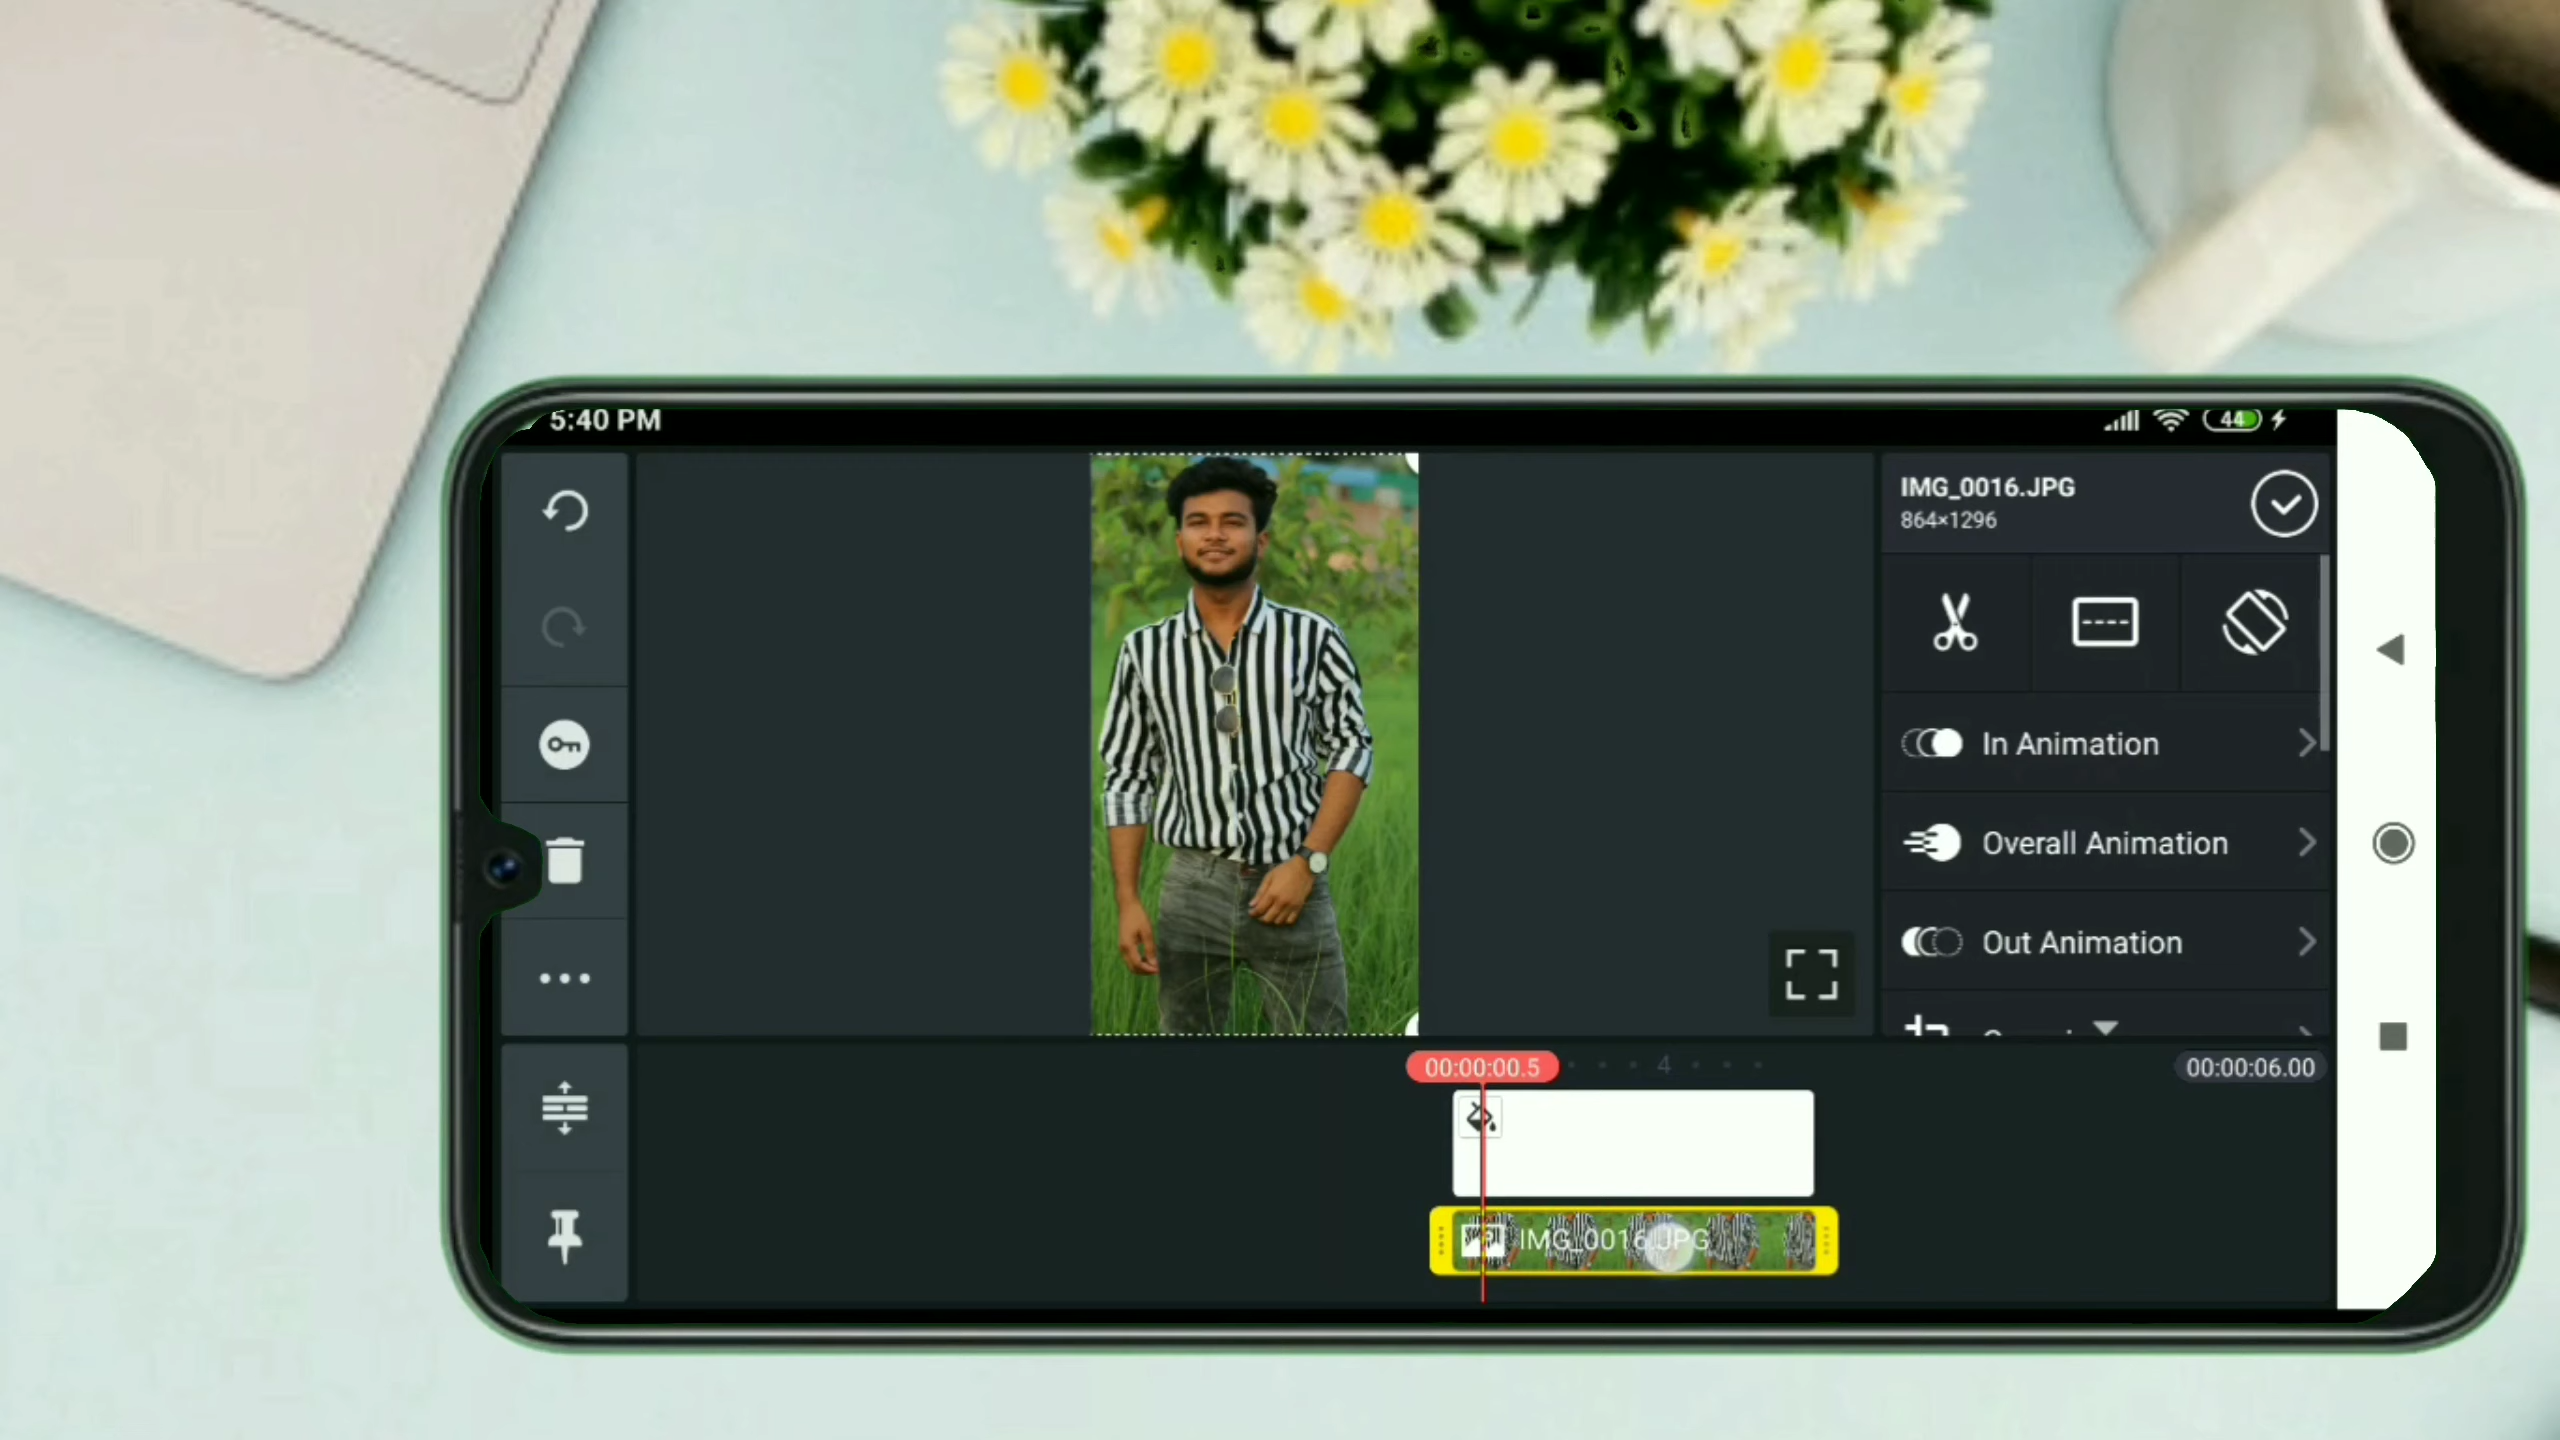 5:40 PM
44
IMG_0016.JPG
864×1296
In Animation
Overall Animation
Out Animation
00:00:00.5
4
00:00:06.00
IMG_0016.JPG